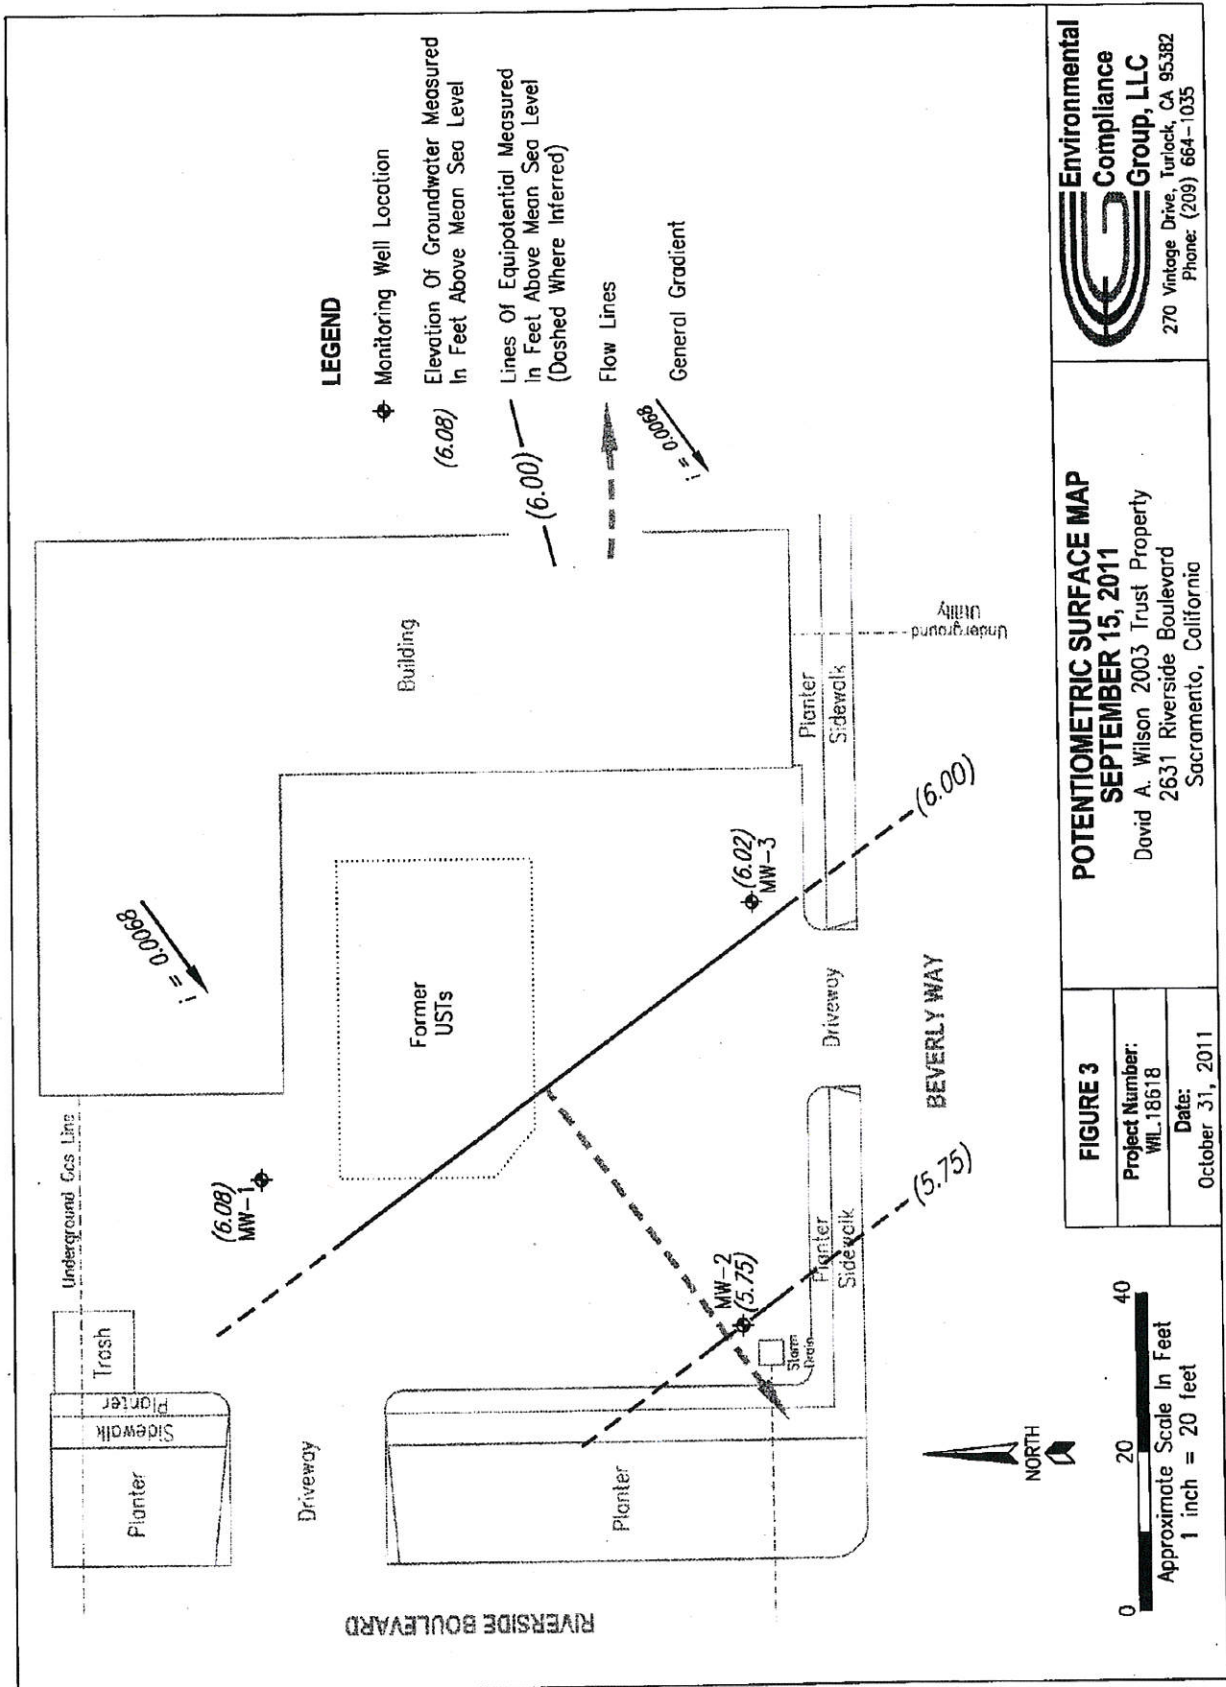 LEGEND
Monitoring Well Location
(6.08)
Elevation Of Groundwater Measured
In Feet Above Mean Sea Level
(6.00)
Lines Of Equipotential Measured
In Feet Above Mean Sea Level
(Dashed Where Inferred)
Flow Lines
i = 0.0068
General Gradient
i = 0.0068
Building
Underground Gas Line
Trash
Planter
Sidewalk
Planter
(6.08)
MW-1
Former
USTs
Driveway
(6.02)
MW-3
Planter
Sidewalk
Underground
Utility
MW-2
(5.75)
Storm
Drain
Planter
Sidewalk
Driveway
Planter
(6.00)
(5.75)
RIVERSIDE BOULEVARD
BEVERLY WAY
NORTH
0 20 40
Approximate Scale In Feet
1 inch = 20 feet
FIGURE 3
Project Number:
WIL.18618
Date:
October 31, 2011
POTENTIOMETRIC SURFACE MAP
SEPTEMBER 15, 2011
David A. Wilson 2003 Trust Property
2631 Riverside Boulevard
Sacramento, California
Environmental
Compliance
Group, LLC
270 Vintage Drive, Turlock, CA 95382
Phone: (209) 664-1035